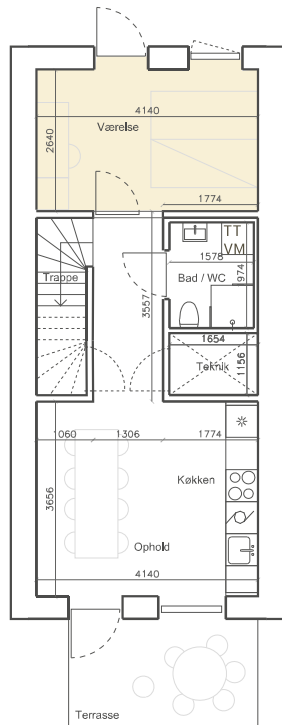 4140
Værelse
2640
1774
TT
VM
1578
974
Trappe
Bad / WC
3557
1654
Teknik
1156
1060
1306
1774
3656
Køkken
Ophold
4140
Terrasse